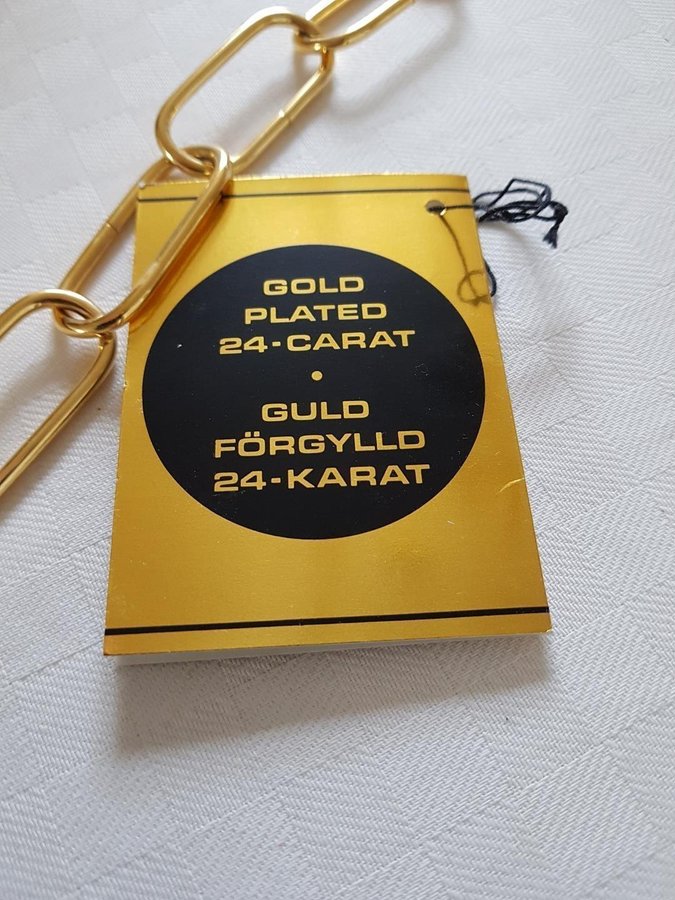 GOLD
PLATED
24-CARAT
•
GULD
FÖRGYLLD
24-KARAT